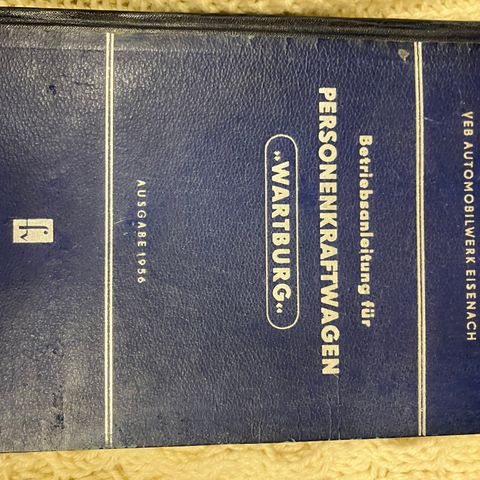 VEB AUTOMOBILWERK EISENACH
Betriebsanleitung für
PERSONENKRAFTWAGEN
»WARTBURG«
AUSGABE 1956